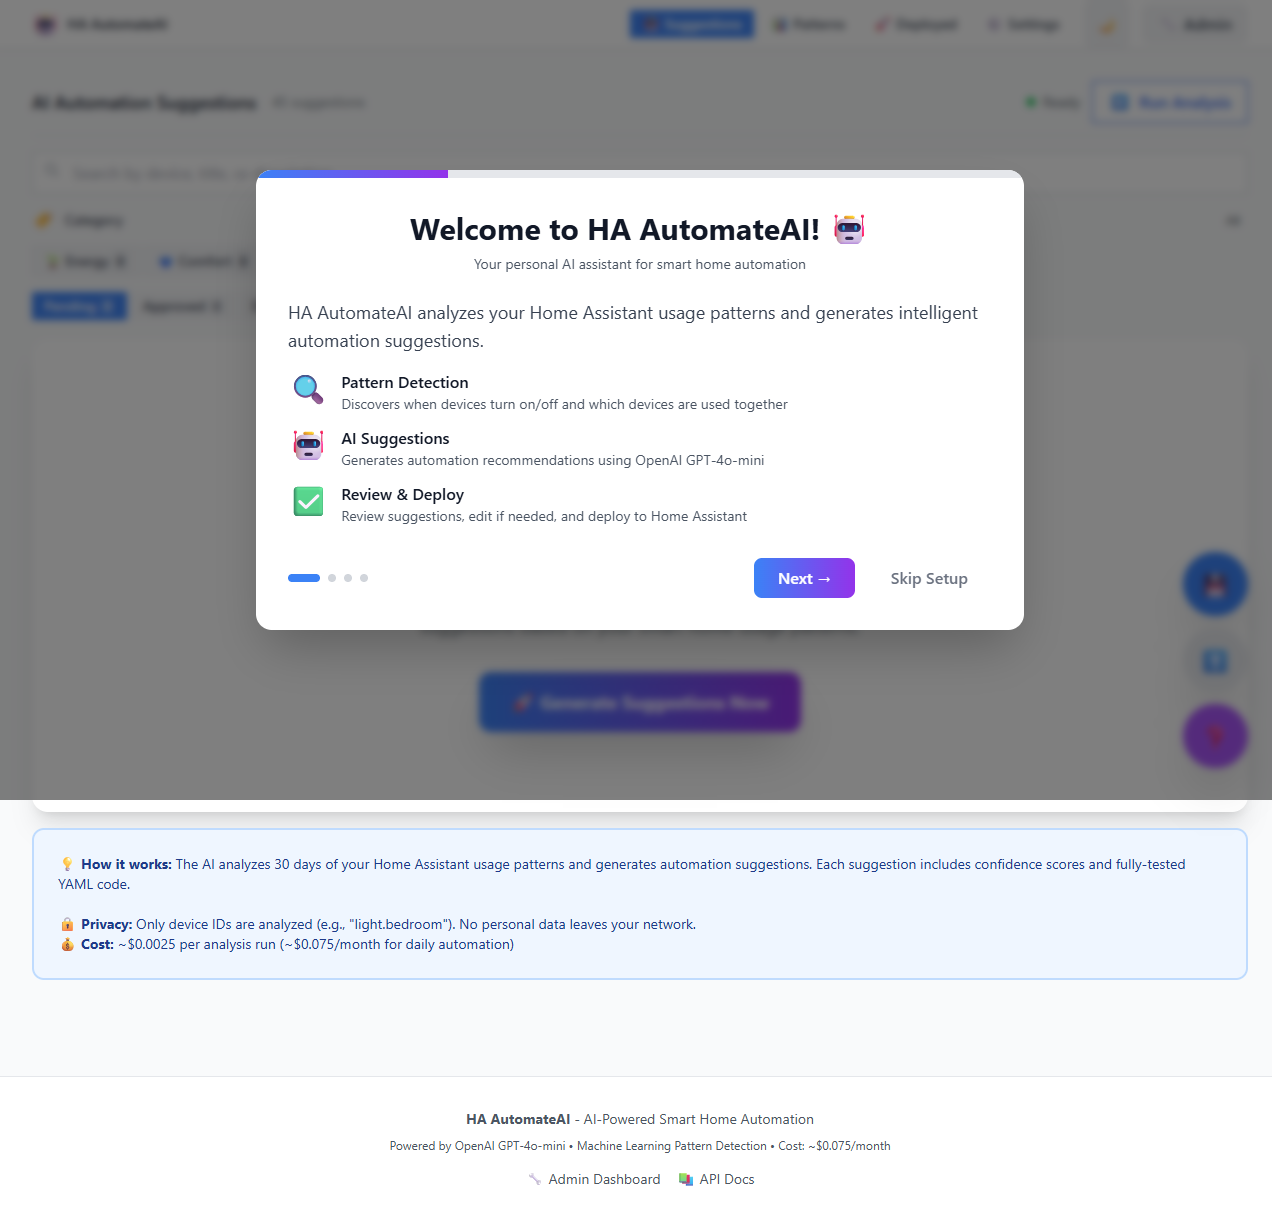 HA AutomateAI
Suggestions
Patterns
Deployed
Settings
Admin
AI Automation Suggestions
Ready
Run Analysis
Category
Energy
Comfort
Pending
Approved
Welcome to HA AutomateAI!
Your personal AI assistant for smart home automation
HA AutomateAI analyzes your Home Assistant usage patterns and generates intelligent
automation suggestions.
Pattern Detection
Discovers when devices turn on/off and which devices are used together
AI Suggestions
Generates automation recommendations using OpenAI GPT-4o-mini
Review & Deploy
Review suggestions, edit if needed, and deploy to Home Assistant
Next →
Skip Setup
Generate Suggestions Now
How it works: The AI analyzes 30 days of your Home Assistant usage patterns and generates automation suggestions. Each suggestion includes confidence scores and fully-tested
YAML code.
Privacy: Only device IDs are analyzed (e.g., "light.bedroom"). No personal data leaves your network.
Cost: ~$0.0025 per analysis run (~$0.075/month for daily automation)
HA AutomateAI - AI-Powered Smart Home Automation
Powered by OpenAI GPT-4o-mini • Machine Learning Pattern Detection • Cost: ~$0.075/month
Admin Dashboard
API Docs